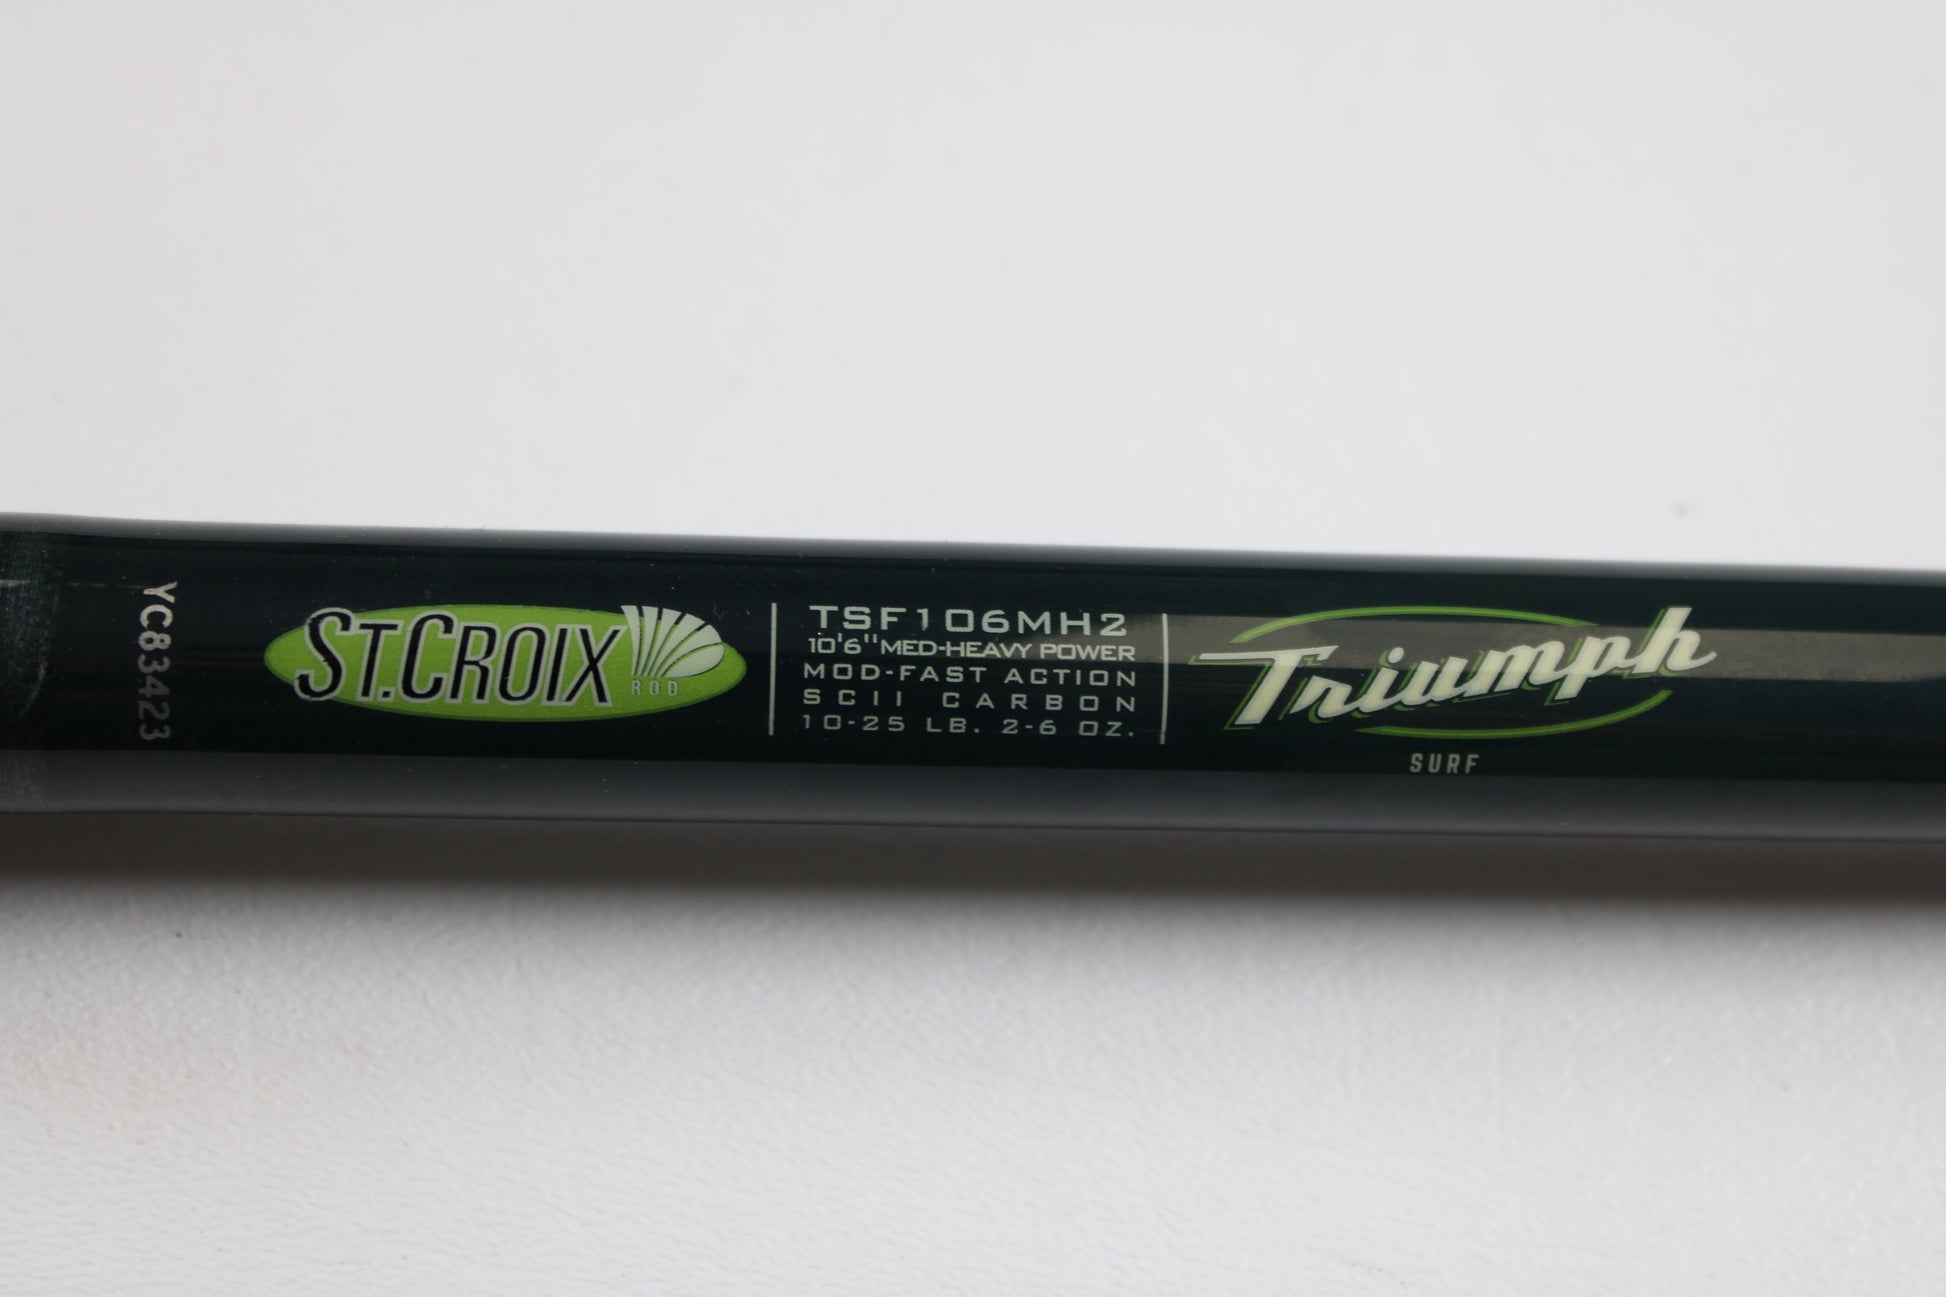 YC833423
ST.CROIX
ROD
TSF106MH2
10'6" MED-HEAVY POWER
MOD-FAST ACTION
SCII CARBON
10-25 LB. 2-6 OZ.
Triumph
SURF